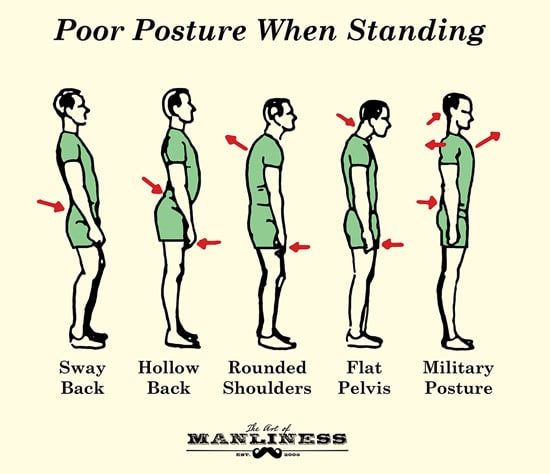 Poor Posture When Standing
Sway Back
Hollow Back
Rounded Shoulders
Flat Pelvis
Military Posture
The Art of
MANLINESS
EST. 2008